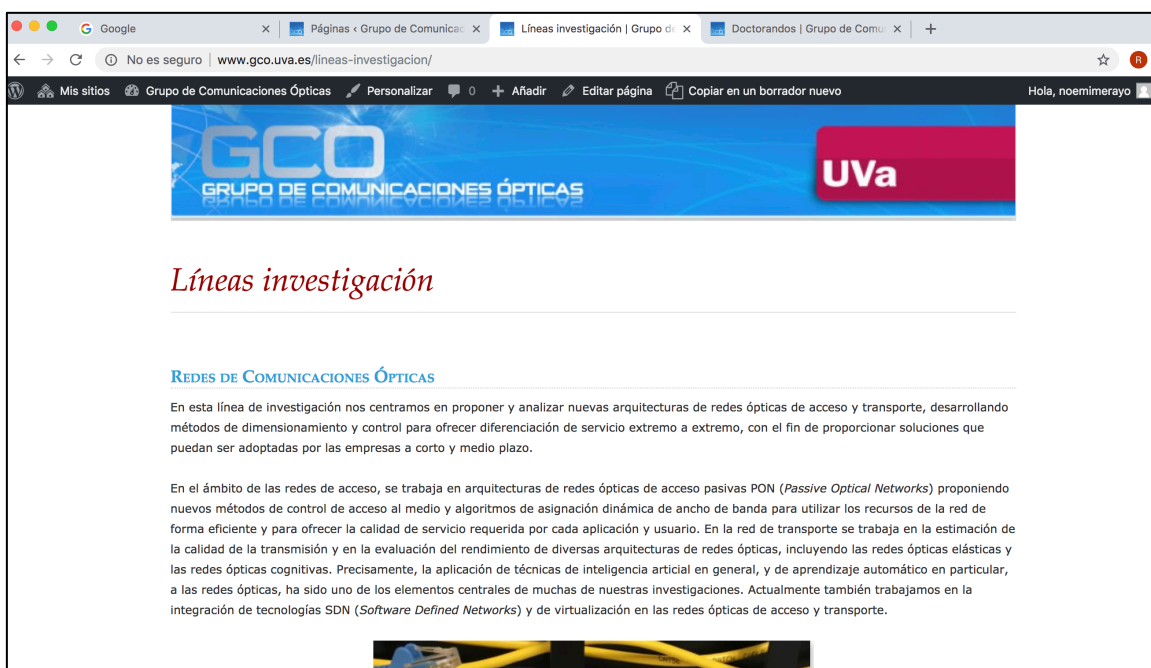 Google
Páginas ‹ Grupo de Comunicac
Líneas investigación | Grupo de
Doctorandos | Grupo de Comu
No es seguro | www.gco.uva.es/lineas-investigacion/
R
Mis sitios Grupo de Comunicaciones Ópticas Personalizar 0 + Añadir Editar página Copiar en un borrador nuevo Hola, noemimerayo
GCO
GRUPO DE COMUNICACIONES ÓPTICAS
UVa
Líneas investigación
REDES DE COMUNICACIONES ÓPTICAS
En esta línea de investigación nos centramos en proponer y analizar nuevas arquitecturas de redes ópticas de acceso y transporte, desarrollando
métodos de dimensionamiento y control para ofrecer diferenciación de servicio extremo a extremo, con el fin de proporcionar soluciones que
puedan ser adoptadas por las empresas a corto y medio plazo.
En el ámbito de las redes de acceso, se trabaja en arquitecturas de redes ópticas de acceso pasivas PON (Passive Optical Networks) proponiendo
nuevos métodos de control de acceso al medio y algoritmos de asignación dinámica de ancho de banda para utilizar los recursos de la red de
forma eficiente y para ofrecer la calidad de servicio requerida por cada aplicación y usuario. En la red de transporte se trabaja en la estimación de
la calidad de la transmisión y en la evaluación del rendimiento de diversas arquitecturas de redes ópticas, incluyendo las redes ópticas elásticas y
las redes ópticas cognitivas. Precisamente, la aplicación de técnicas de inteligencia articial en general, y de aprendizaje automático en particular,
a las redes ópticas, ha sido uno de los elementos centrales de muchas de nuestras investigaciones. Actualmente también trabajamos en la
integración de tecnologías SDN (Software Defined Networks) y de virtualización en las redes ópticas de acceso y transporte.